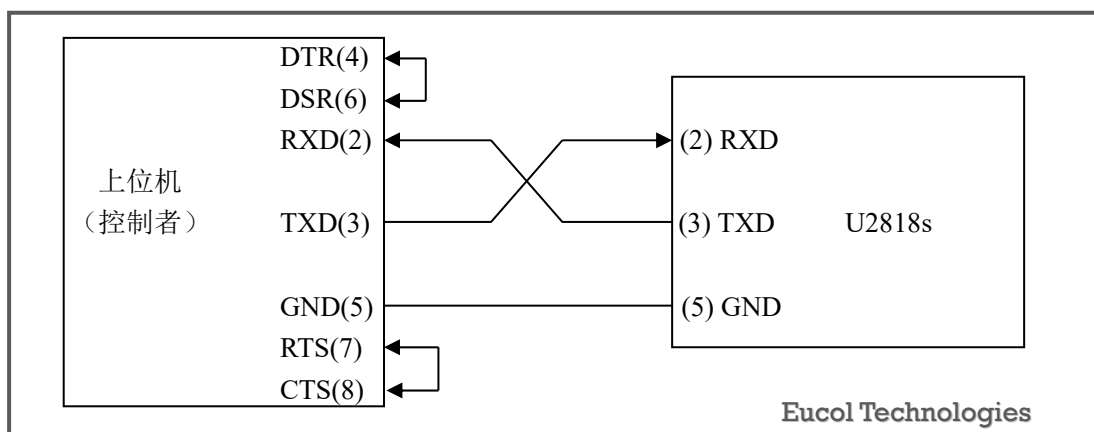 DTR(4)
DSR(6)
RXD(2)
(2) RXD
上位机
（控制者）
TXD(3)
(3) TXD
U2818s
GND(5)
(5) GND
RTS(7)
CTS(8)
Eucol Technologies